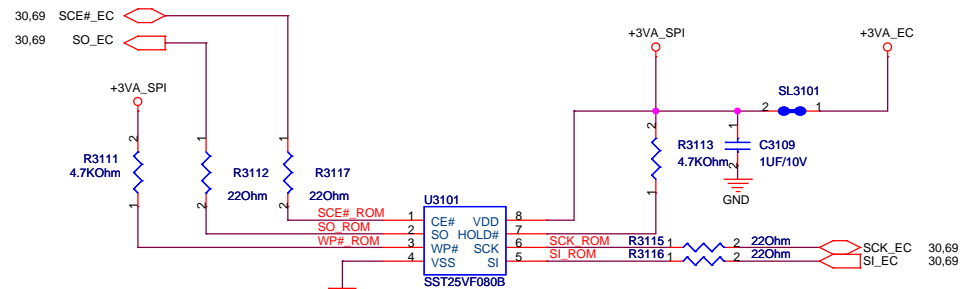 30,69 SCE#_EC
30,69 SO_EC
+3VA_SPI
+3VA_EC
+3VA_SPI
SL3101
2 1
2
R3111
4.7KOhm
1
1
R3112
22Ohm
2
1
R3117
22Ohm
2
2
R3113
4.7KOhm
1
1
C3109
1UF/10V
2
GND
U3101
SCE#_ROM 1 CE# VDD 8
SO_ROM 2 SO HOLD# 7
WP#_ROM 3 WP# SCK 6 SCK_ROM R3115 1 2 22Ohm SCK_EC 30,69
4 VSS SI 5 SI_ROM R3116 1 2 22Ohm SI_EC 30,69
SST25VF080B